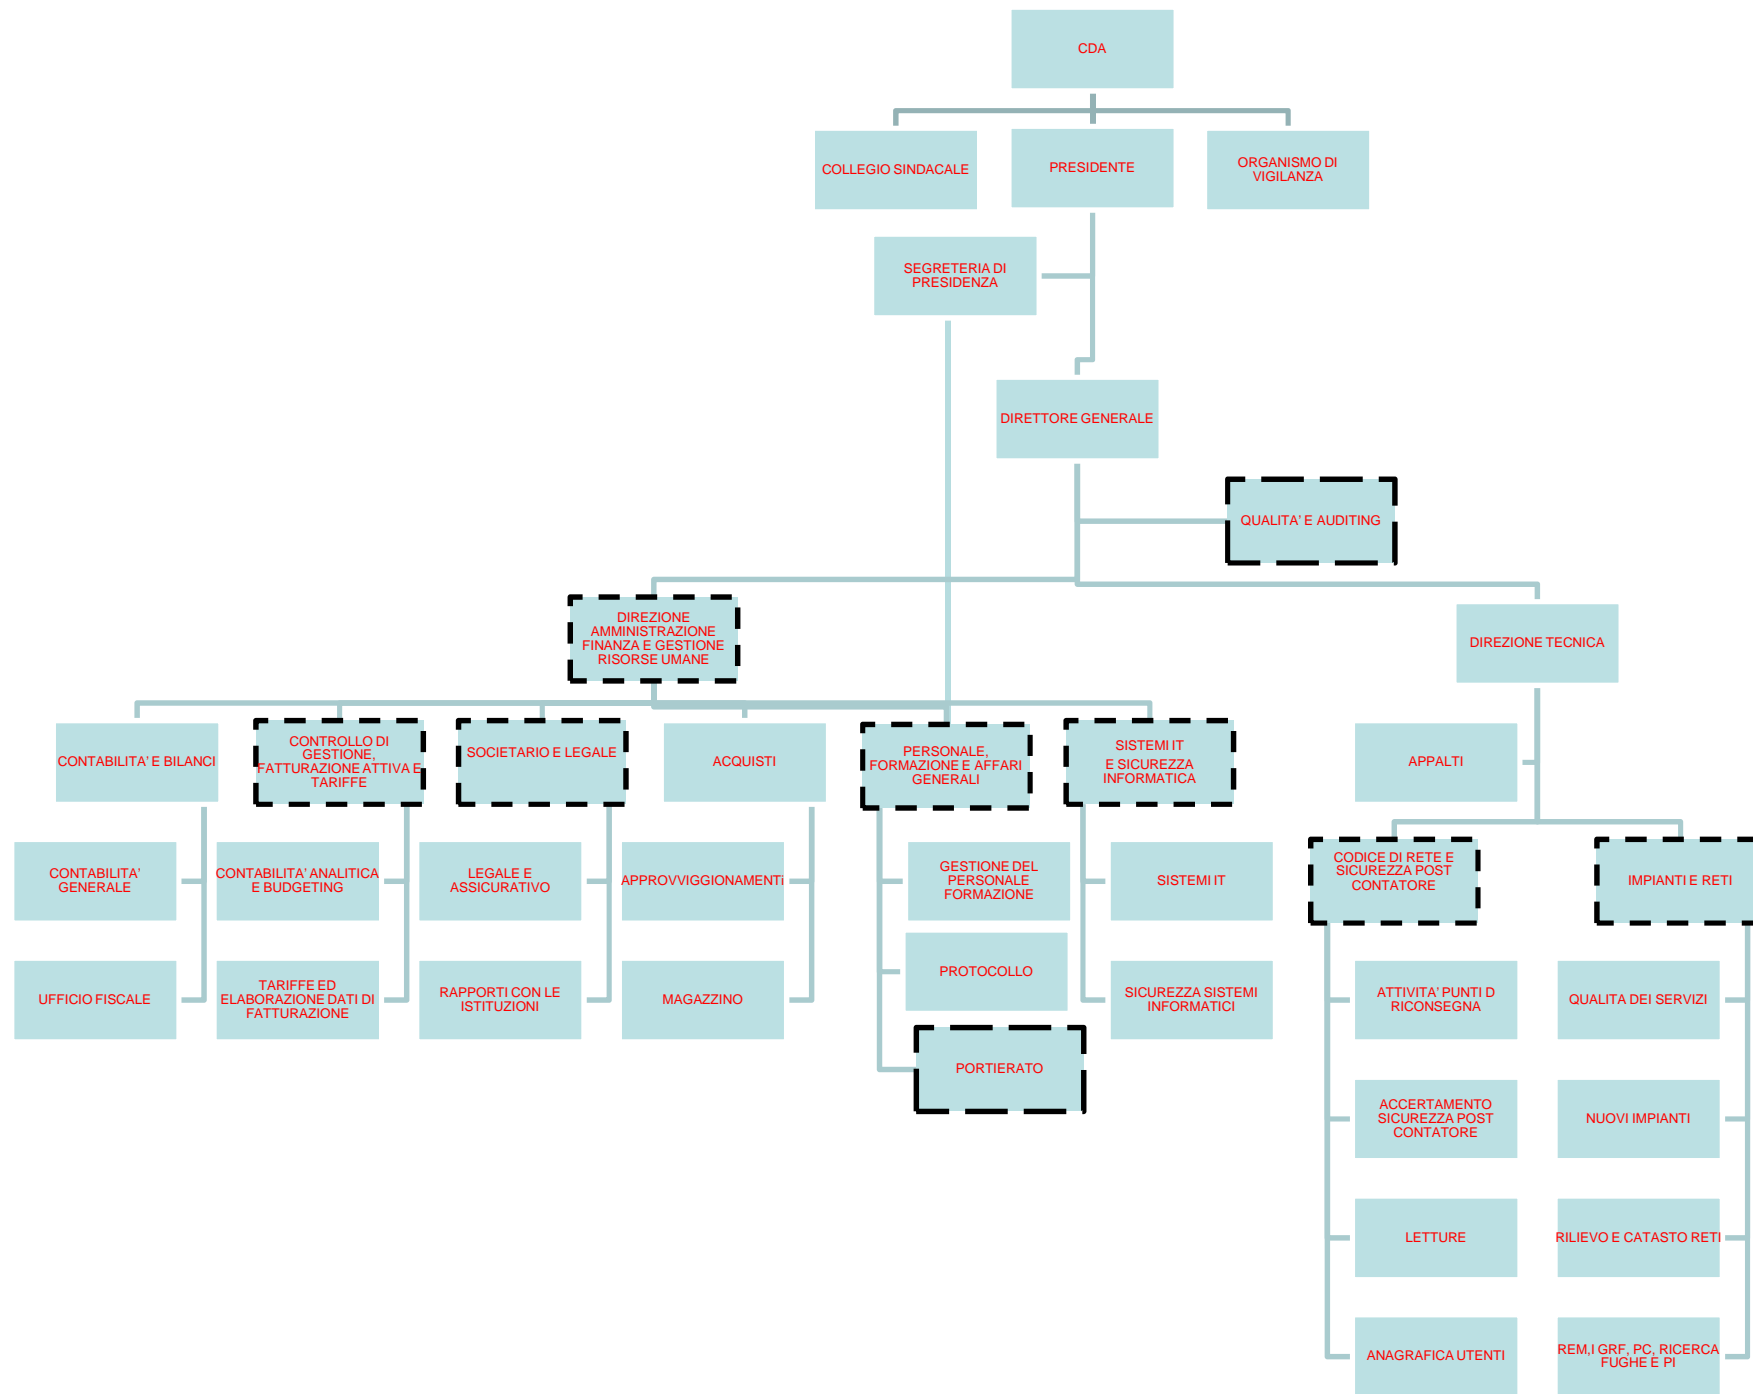 CDA
COLLEGIO SINDACALE
PRESIDENTE
ORGANISMO DI
VIGILANZA
SEGRETERIA DI
PRESIDENZA
DIRETTORE GENERALE
QUALITA' E AUDITING
DIREZIONE
AMMINISTRAZIONE
FINANZA E GESTIONE
RISORSE UMANE
DIREZIONE TECNICA
CONTABILITA' E BILANCI
CONTROLLO DI
GESTIONE,
FATTURAZIONE ATTIVA E
TARIFFE
SOCIETARIO E LEGALE
ACQUISTI
PERSONALE,
FORMAZIONE E AFFARI
GENERALI
SISTEMI IT
E SICUREZZA
INFORMATICA
APPALTI
CONTABILITA'
GENERALE
CONTABILITA' ANALITICA
E BUDGETING
LEGALE E
ASSICURATIVO
APPROVVIGGIONAMENTi
GESTIONE DEL
PERSONALE
FORMAZIONE
SISTEMI IT
CODICE DI RETE E
SICUREZZA POST
CONTATORE
IMPIANTI E RETI
UFFICIO FISCALE
TARIFFE ED
ELABORAZIONE DATI DI
FATTURAZIONE
RAPPORTI CON LE
ISTITUZIONI
MAGAZZINO
PROTOCOLLO
SICUREZZA SISTEMI
INFORMATICI
ATTIVITA' PUNTI D
RICONSEGNA
QUALITA DEI SERVIZI
PORTIERATO
ACCERTAMENTO
SICUREZZA POST
CONTATORE
NUOVI IMPIANTI
LETTURE
RILIEVO E CATASTO RETI
ANAGRAFICA UTENTI
REM,I GRF, PC, RICERCA
FUGHE E PI